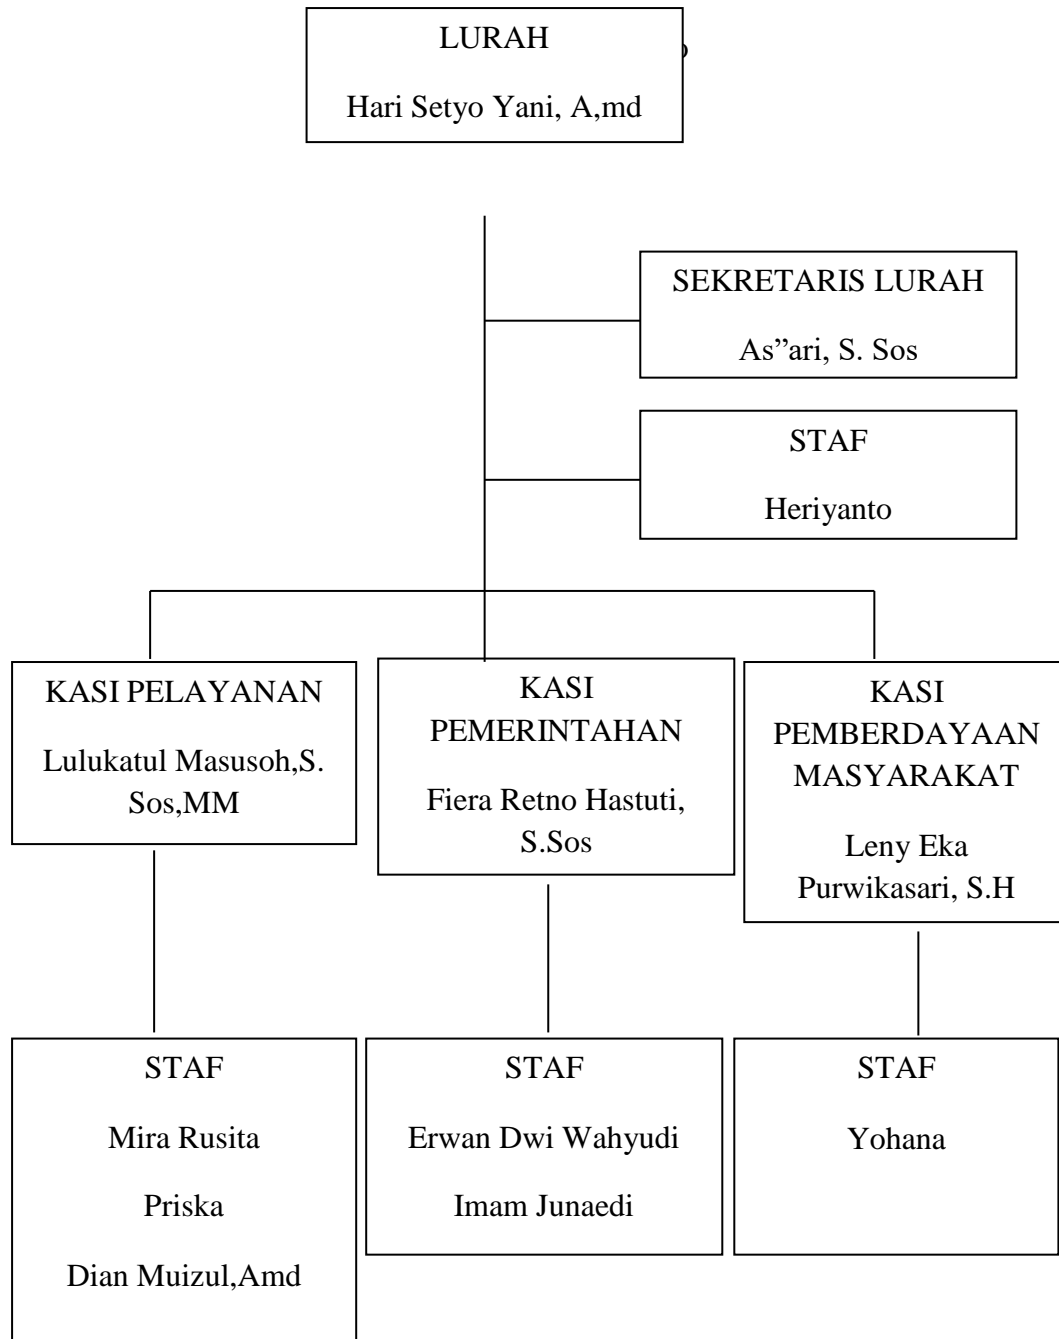 LURAH
Hari Setyo Yani, A,md
SEKRETARIS LURAH
As”ari, S. Sos
STAF
Heriyanto
KASI PELAYANAN
Lulukatul Masusoh,S.
Sos,MM
KASI
PEMERINTAHAN
Fiera Retno Hastuti,
S.Sos
KASI
PEMBERDAYAAN
MASYARAKAT
Leny Eka
Purwikasari, S.H
STAF
Mira Rusita
Priska
Dian Muizul,Amd
STAF
Erwan Dwi Wahyudi
Imam Junaedi
STAF
Yohana